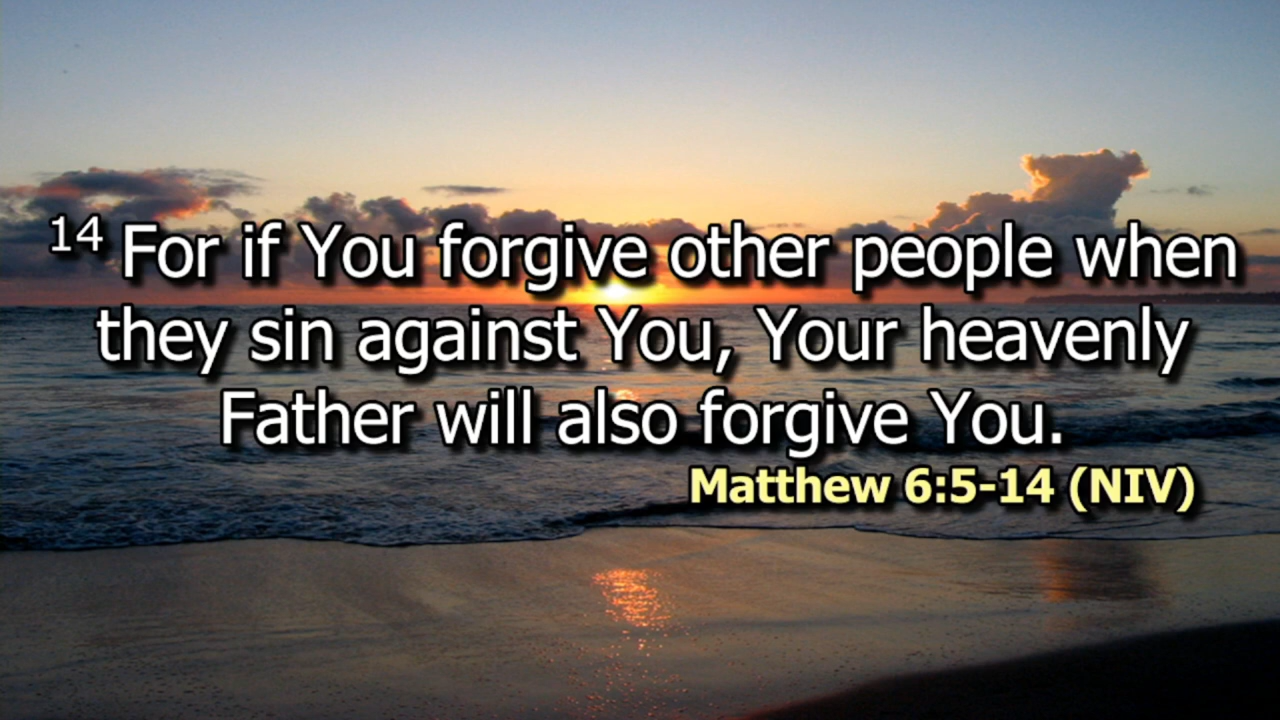 14 For if You forgive other people when
they sin against You, Your heavenly
Father will also forgive You.
Matthew 6:5-14 (NIV)